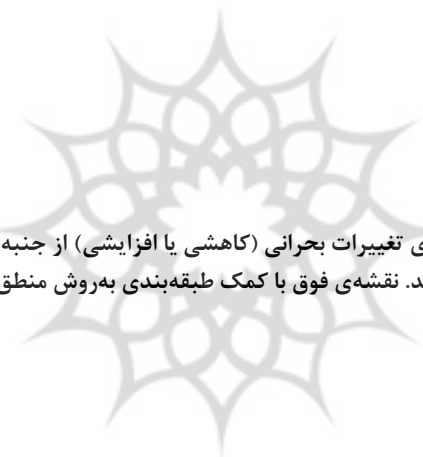 ی تغییرات بحرانی (کاهشی یا افزایشی) از جنبه
د. نقشه‌ی فوق با کمک طبقه‌بندی به‌روش منطق